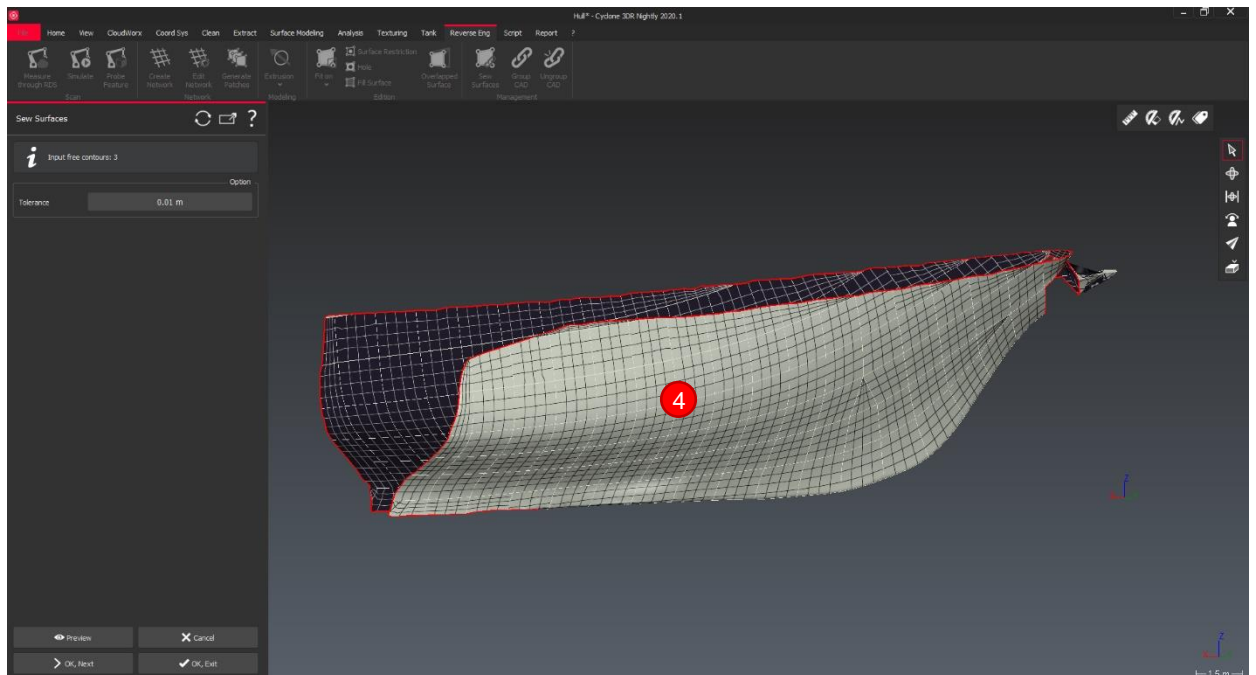 Hull* - Cyclone 3DR Nightly 2020.1
File Home View CloudWorx Coord Sys Clean Extract Surface Modeling Analysis Texturing Tank Reverse Eng Script Report ?
Measure through RDS
Simulate
Probe Feature
Scan
Create Network
Edit Network
Generate Patches
Network
Extrusion
Modeling
Fit on
Surface Restriction
Hole
Fill Surface
Overlapped Surface
Edition
Sew Surfaces
Group CAD
Ungroup CAD
Management
Sew Surfaces ?
i Input free contours: 3
Option
Tolerance 0.01 m
4
Z
Z
Preview Cancel
OK, Next OK, Exit
1.5 m